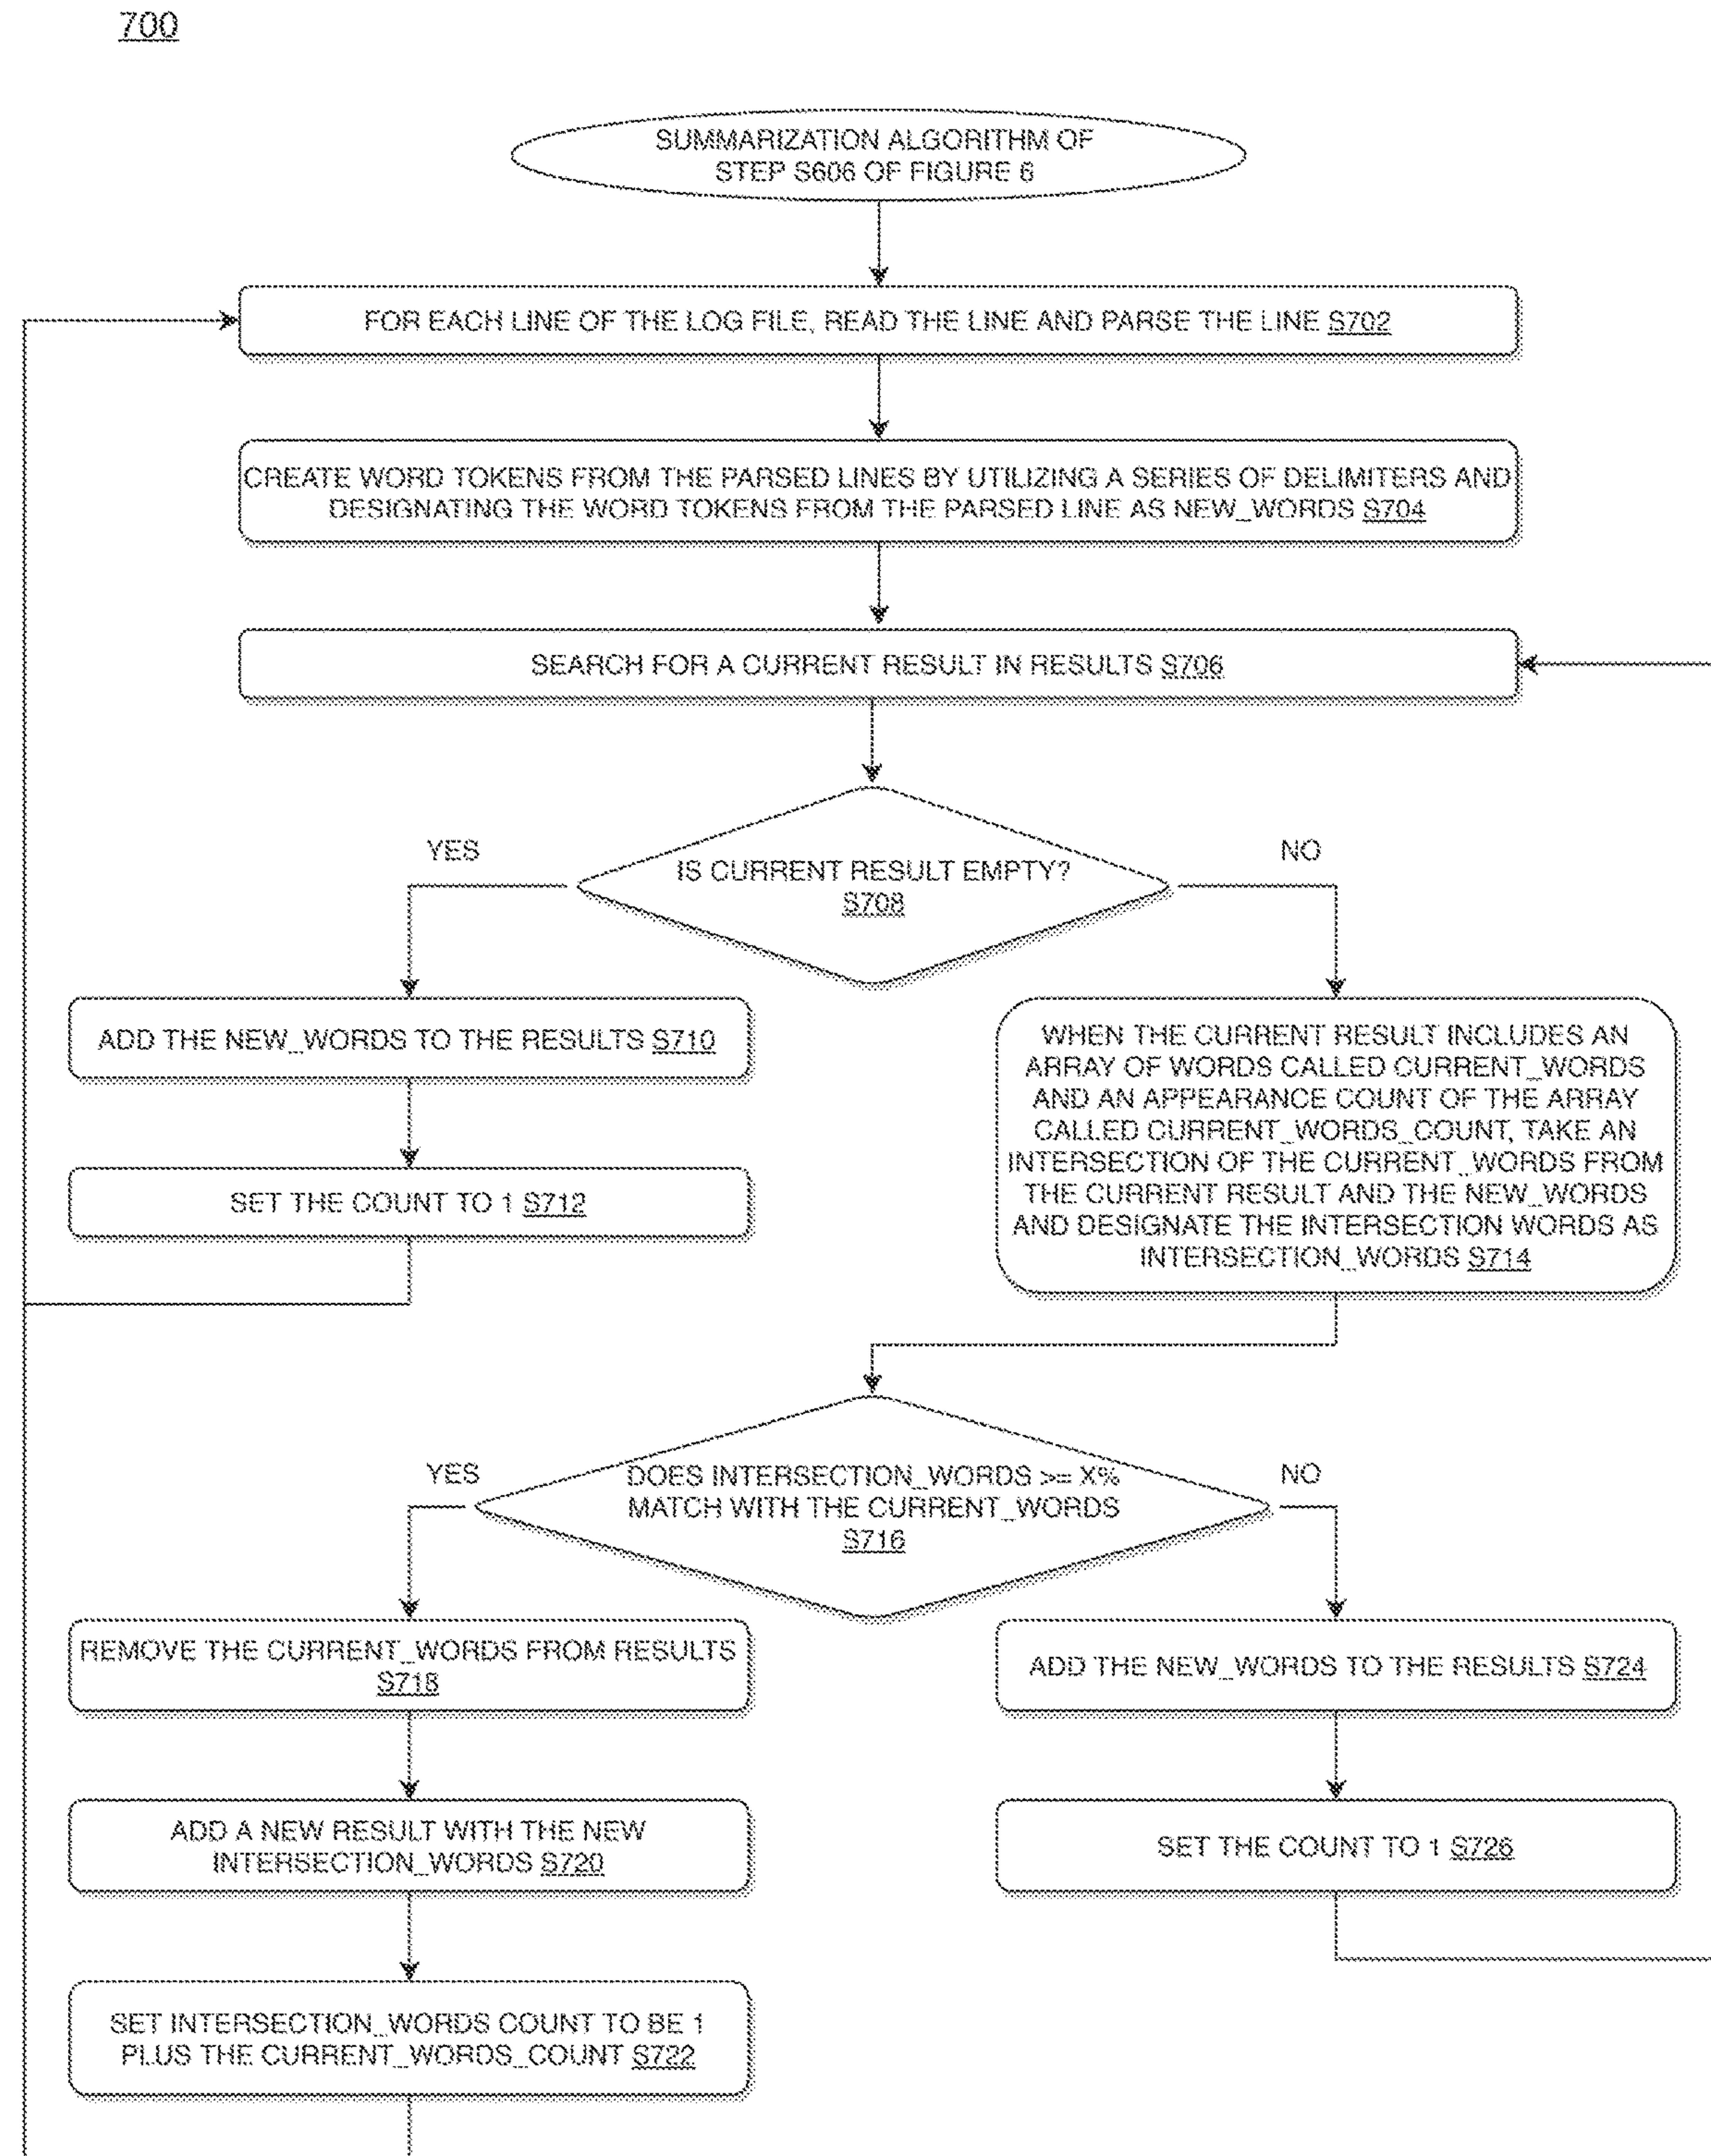 700
SUMMARIZATION ALGORITHM OF
STEP S606 OF FIGURE 6
FOR EACH LINE OF THE LOG FILE, READ THE LINE AND PARSE THE LINE S702
CREATE WORD TOKENS FROM THE PARSED LINES BY UTILIZING A SERIES OF DELIMITERS AND
DESIGNATING THE WORD TOKENS FROM THE PARSED LINE AS NEW_WORDS S704
SEARCH FOR A CURRENT RESULT IN RESULTS S706
IS CURRENT RESULT EMPTY?
S708
YES
NO
ADD THE NEW_WORDS TO THE RESULTS S710
SET THE COUNT TO 1 S712
WHEN THE CURRENT RESULT INCLUDES AN
ARRAY OF WORDS CALLED CURRENT_WORDS
AND AN APPEARANCE COUNT OF THE ARRAY
CALLED CURRENT_WORDS_COUNT, TAKE AN
INTERSECTION OF THE CURRENT_WORDS FROM
THE CURRENT RESULT AND THE NEW_WORDS
AND DESIGNATE THE INTERSECTION WORDS AS
INTERSECTION_WORDS S714
DOES INTERSECTION_WORDS >= X%
MATCH WITH THE CURRENT_WORDS
S716
YES
NO
REMOVE THE CURRENT_WORDS FROM RESULTS
S718
ADD A NEW RESULT WITH THE NEW
INTERSECTION_WORDS S720
SET INTERSECTION_WORDS COUNT TO BE 1
PLUS THE CURRENT_WORDS_COUNT S722
ADD THE NEW_WORDS TO THE RESULTS S724
SET THE COUNT TO 1 S726